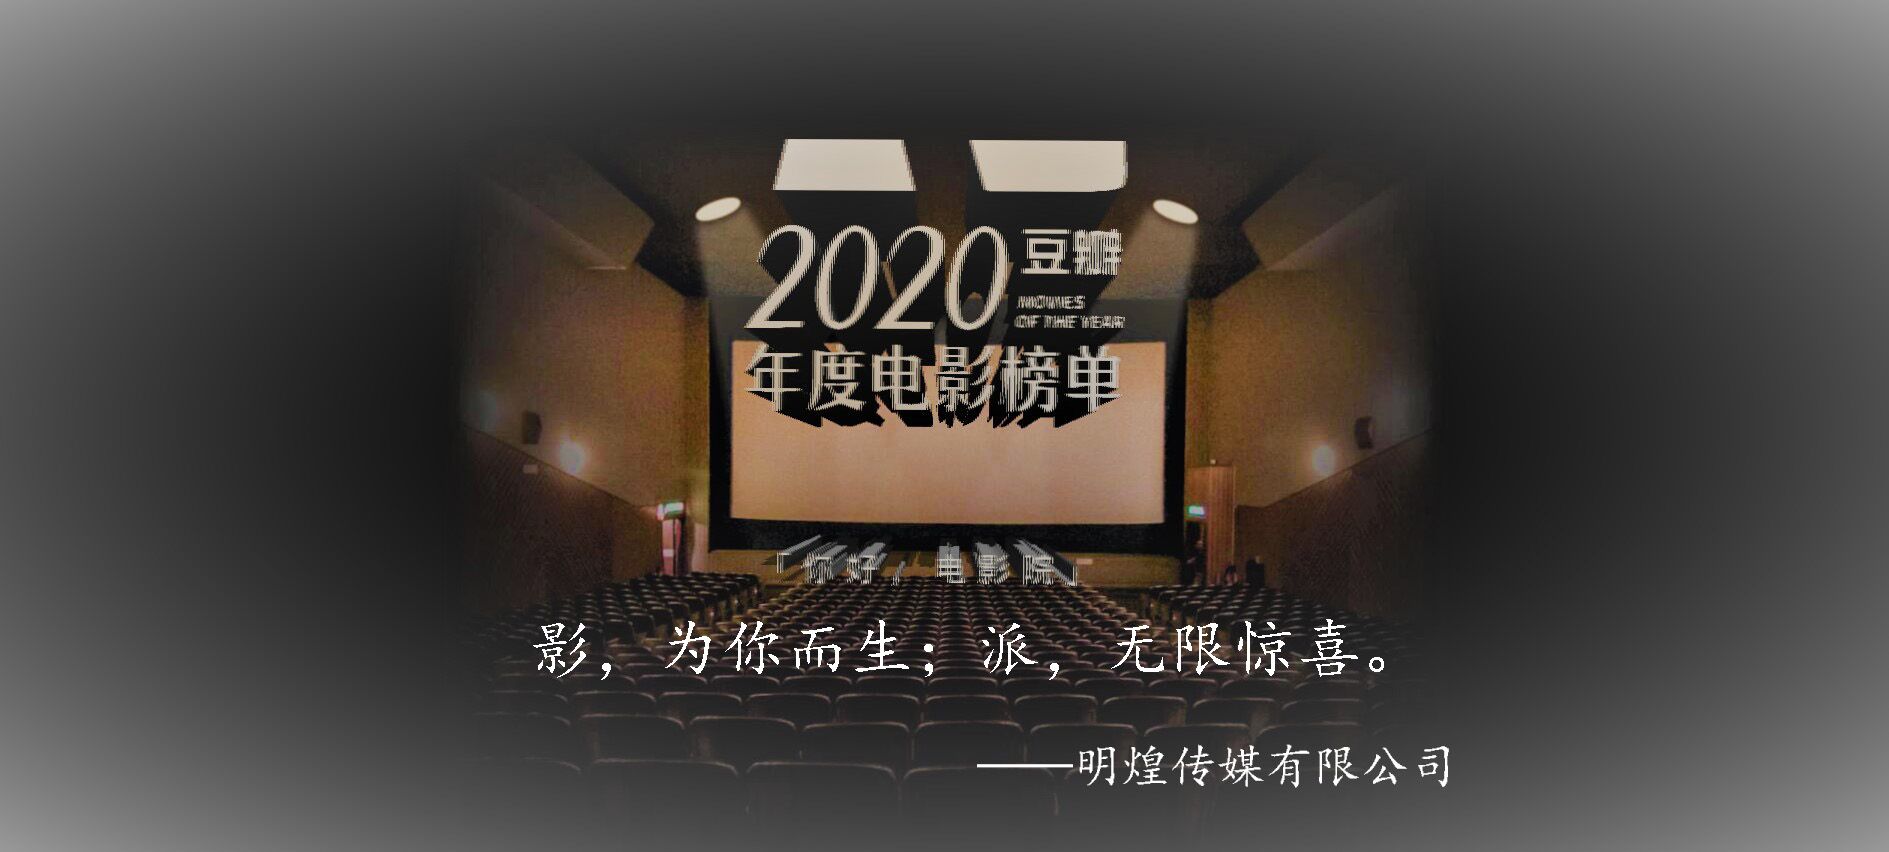 2020 豆瓣
MOVIES
OF THE YEAR
年度电影榜单
「你好，电影院」
影，为你而生；派，无限惊喜。
——明煌传媒有限公司